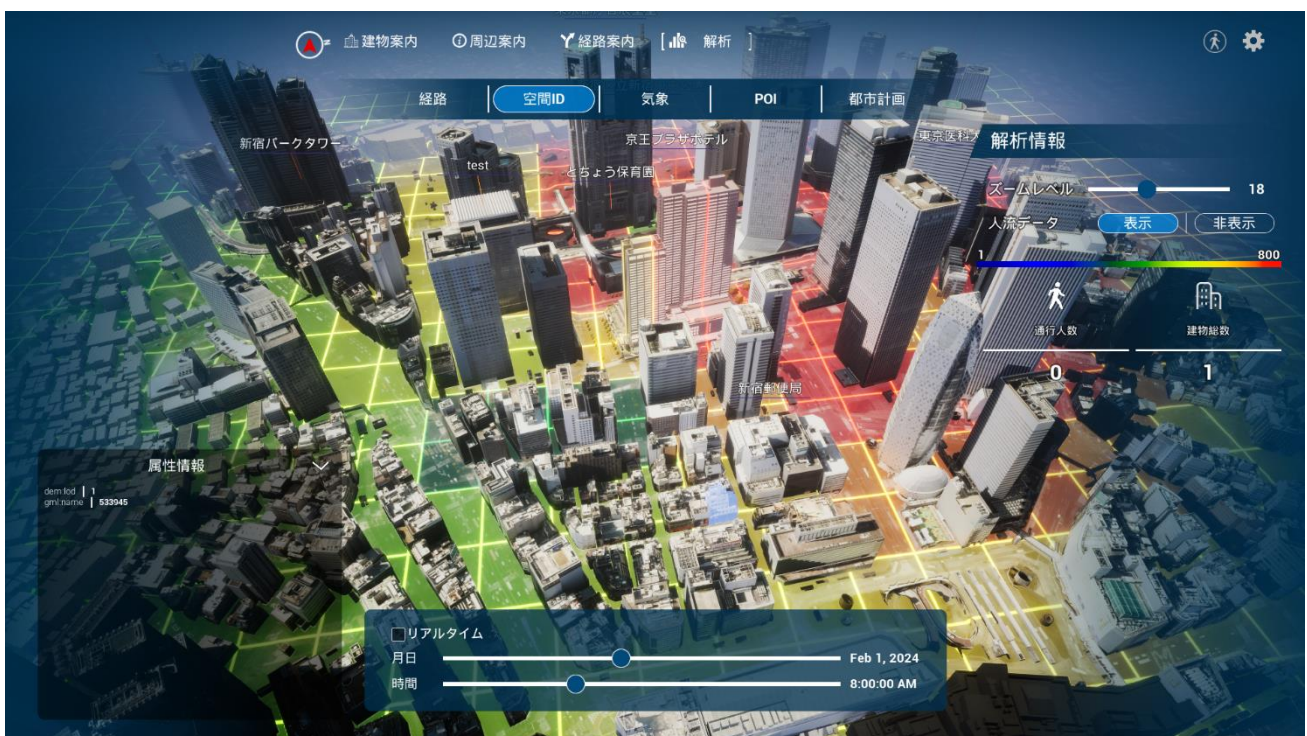 建物案内 周辺案内 経路案内 [ 解析 ]
経路 空間ID 気象 POI 都市計画
新宿パークタワー
京王プラザホテル
東京医科大
test
とちょう保育園
新宿郵便局
解析情報
ズームレベル 18
人流データ 表示 非表示
1 800
通行人数 建物総数
0 1
属性情報
dem:lod 1
gml:name 533945
リアルタイム
月日 Feb 1, 2024
時間 8:00:00 AM